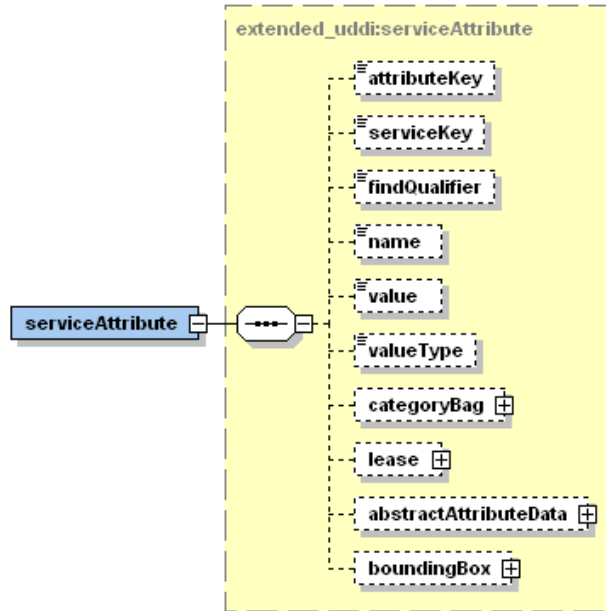 extended_uddi:serviceAttribute
attributeKey
serviceKey
findQualifier
name
serviceAttribute
value
valueType
categoryBag
lease
abstractAttributeData
boundingBox